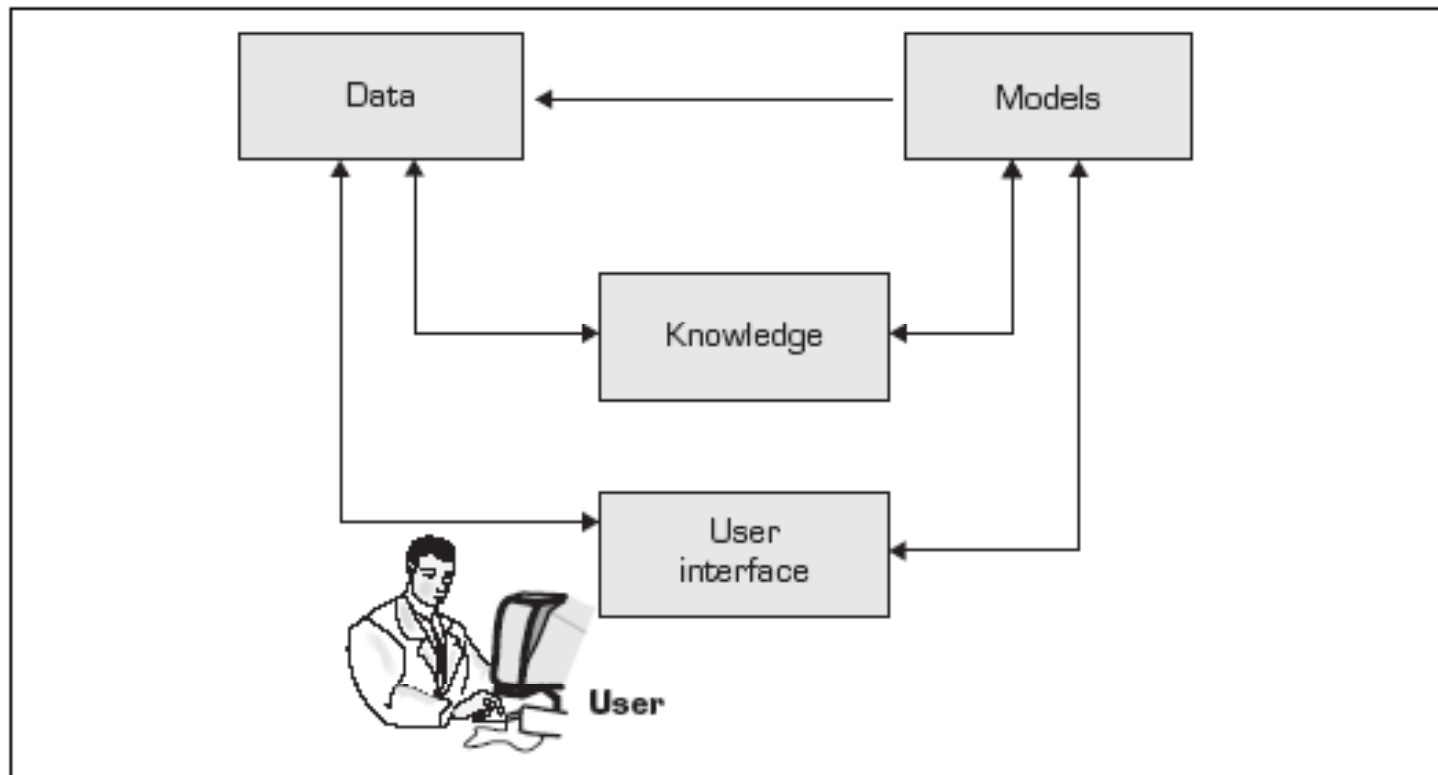 Data
Models
Knowledge
User
interface
User